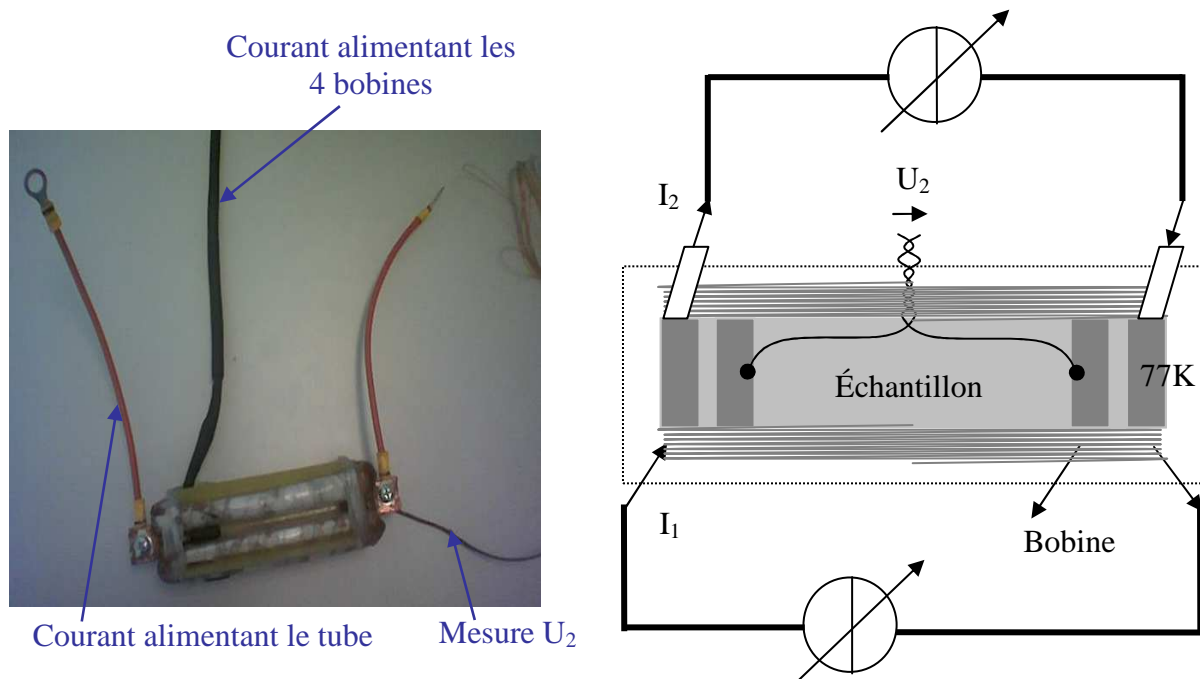 Courant alimentant les
4 bobines
Courant alimentant le tube
Mesure U₂
I₂
U₂
77K
Échantillon
I₁
Bobine